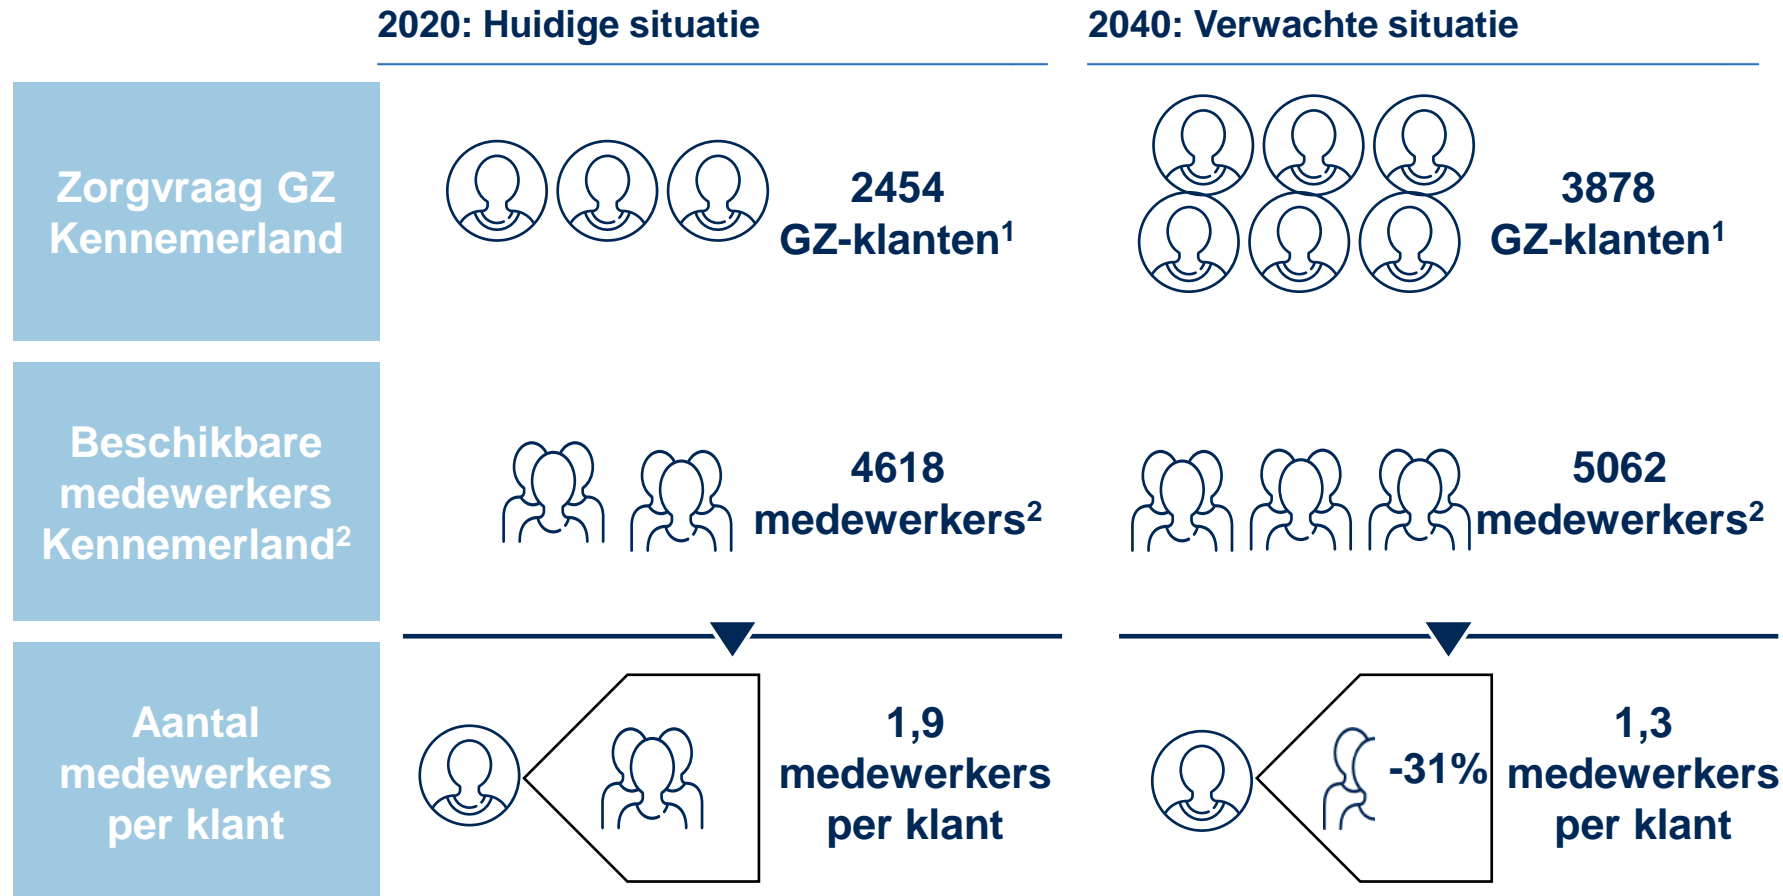 2020: Huidige situatie
2040: Verwachte situatie
Zorgvraag GZ
Kennemerland
2454
GZ-klanten¹
3878
GZ-klanten¹
Beschikbare
medewerkers
Kennemerland²
4618
medewerkers²
5062
medewerkers²
Aantal
medewerkers
per klant
1,9
medewerkers
per klant
-31%
1,3
medewerkers
per klant